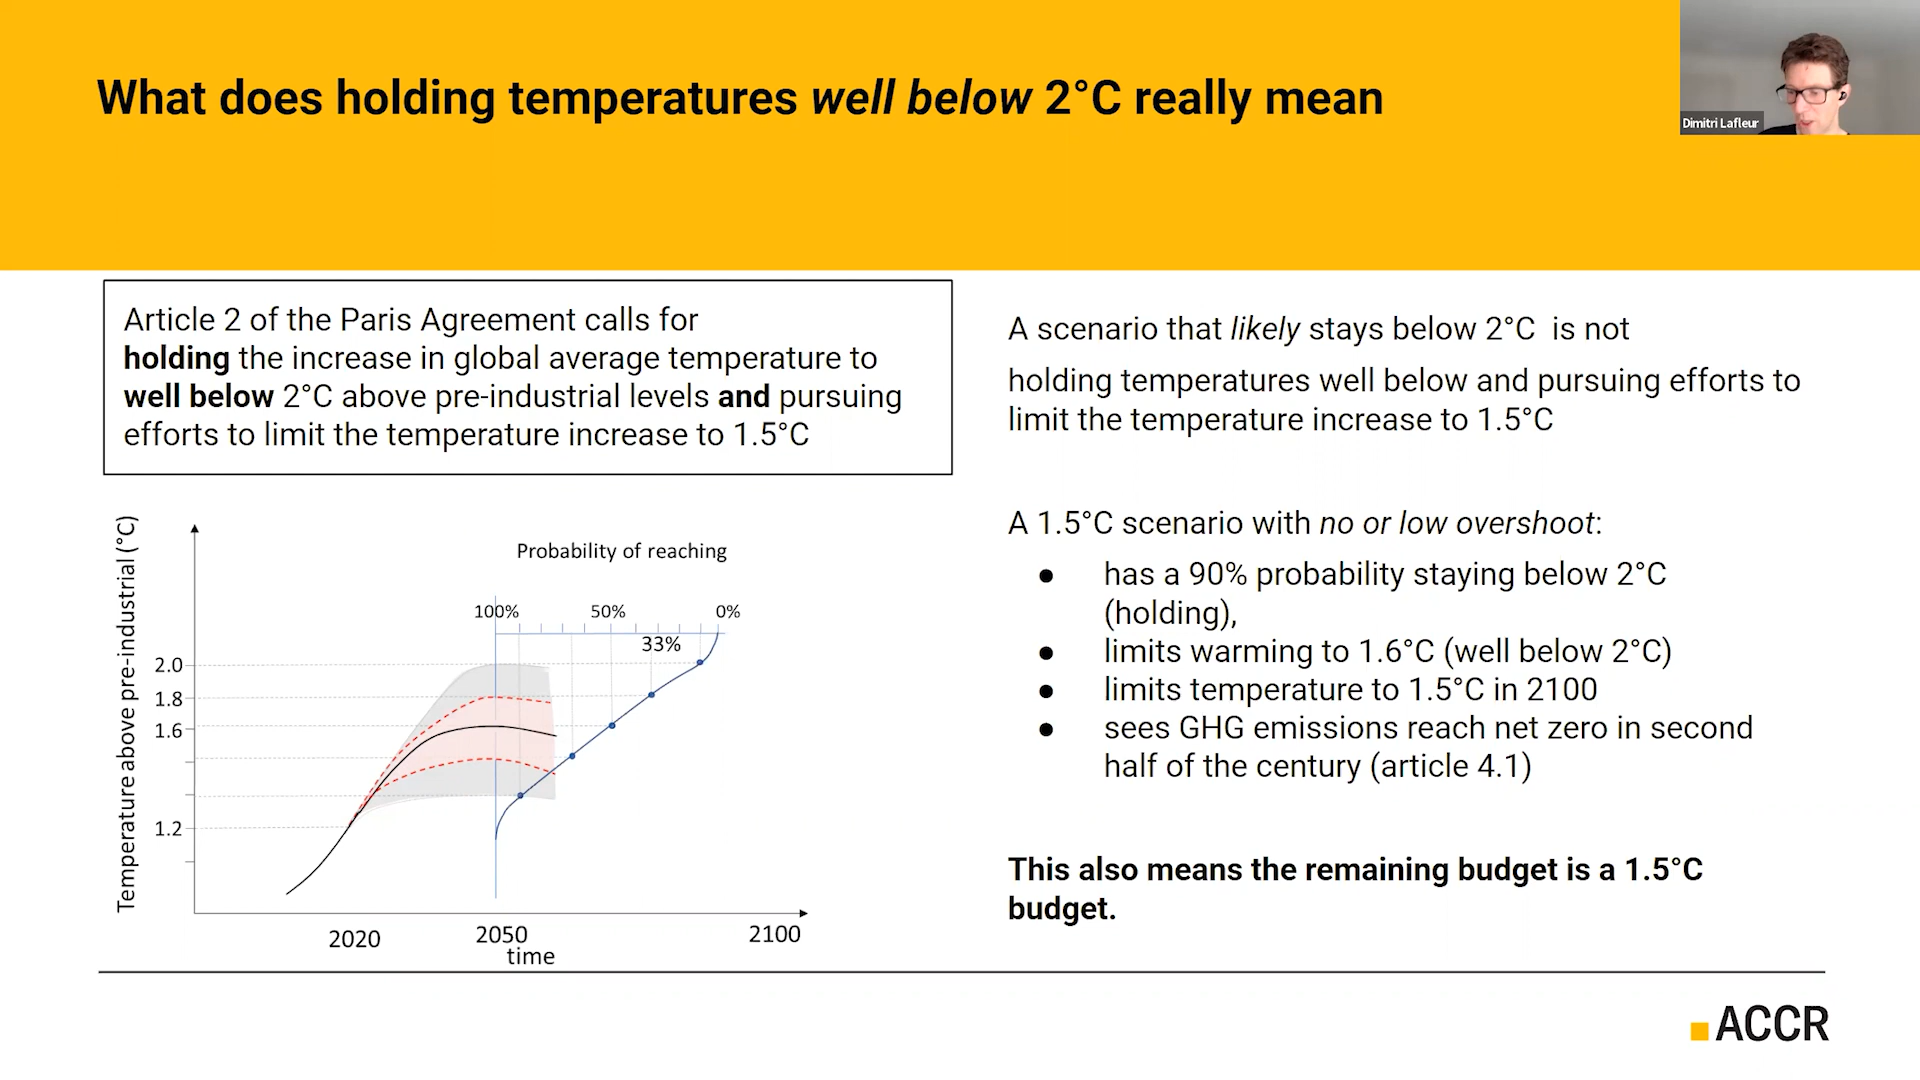 What does holding temperatures well below 2°C really mean
Dimitri Lafleur
Article 2 of the Paris Agreement calls for
holding the increase in global average temperature to
well below 2°C above pre-industrial levels and pursuing
efforts to limit the temperature increase to 1.5°C
A scenario that likely stays below 2°C is not
holding temperatures well below and pursuing efforts to
limit the temperature increase to 1.5°C
A 1.5°C scenario with no or low overshoot:
● has a 90% probability staying below 2°C
(holding),
● limits warming to 1.6°C (well below 2°C)
● limits temperature to 1.5°C in 2100
● sees GHG emissions reach net zero in second
half of the century (article 4.1)
This also means the remaining budget is a 1.5°C
budget.
Temperature above pre-industrial (°C)
Probability of reaching
100% 50% 0%
33%
2.0
1.8
1.6
1.2
2020 2050 2100
time
ACCR